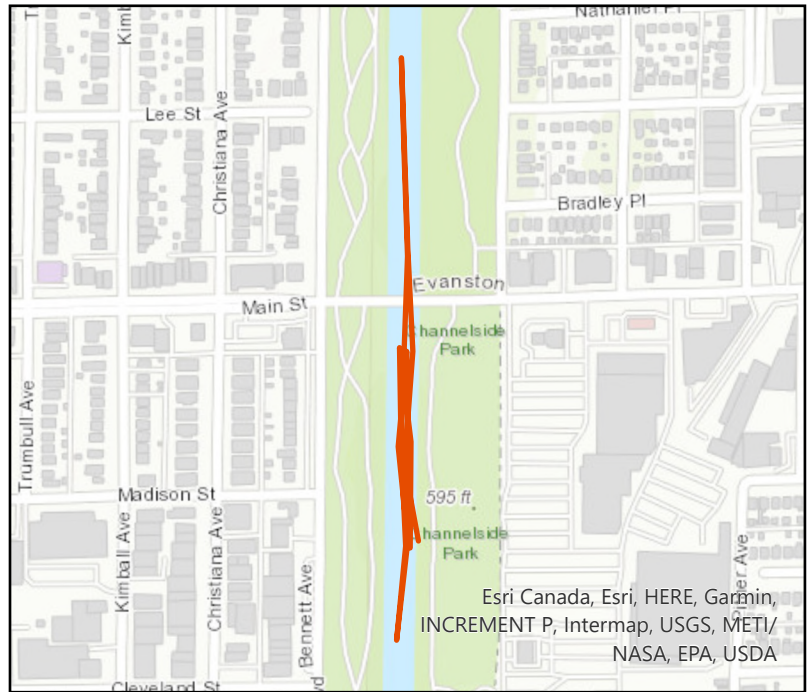 Nathaniel Pl
Lee St
Christiana Ave
Bradley Pl
Evanston
Main St
Channelside
Park
Trumbull Ave
Madison St
595 ft
Channelside
Park
Kimball Ave
Christiana Ave
Bennett Ave
Esri Canada, Esri, HERE, Garmin,
INCREMENT P, Intermap, USGS, METI/
NASA, EPA, USDA
Cleveland St